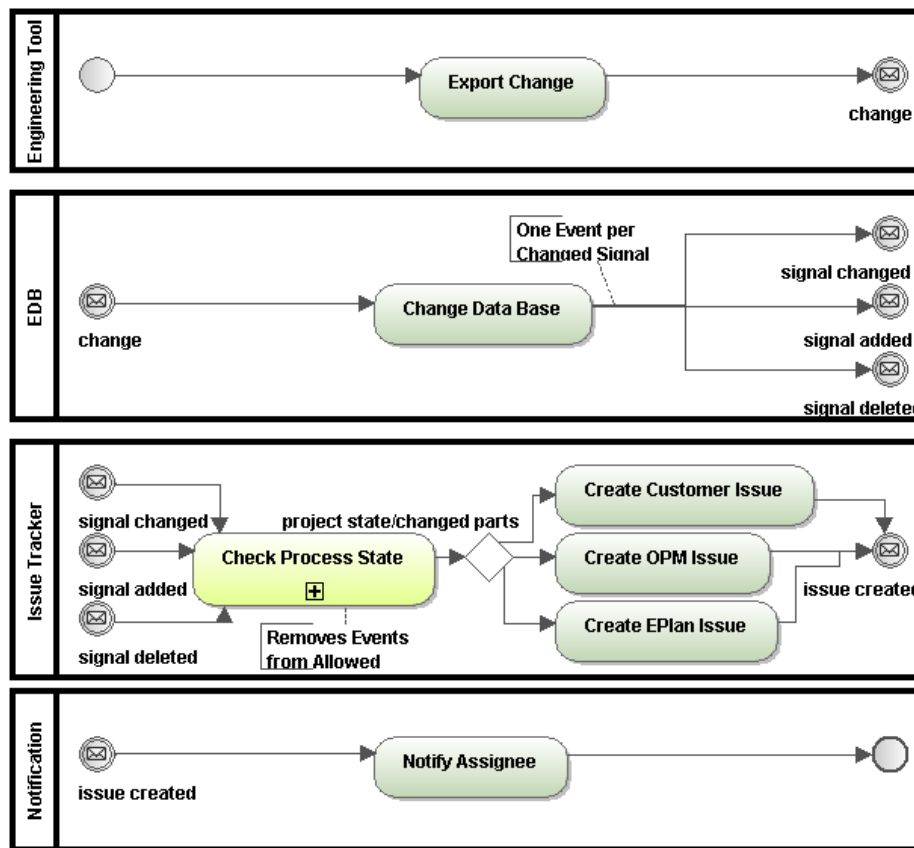 Engineering Tool
Export Change
change
EDB
One Event per
Changed Signal
signal changed
Change Data Base
change
signal added
signal deleted
Issue Tracker
signal changed
signal added
signal deleted
Check Process State
Removes Events
from Allowed
project state/changed parts
Create Customer Issue
Create OPM Issue
Create EPlan Issue
issue created
Notification
issue created
Notify Assignee